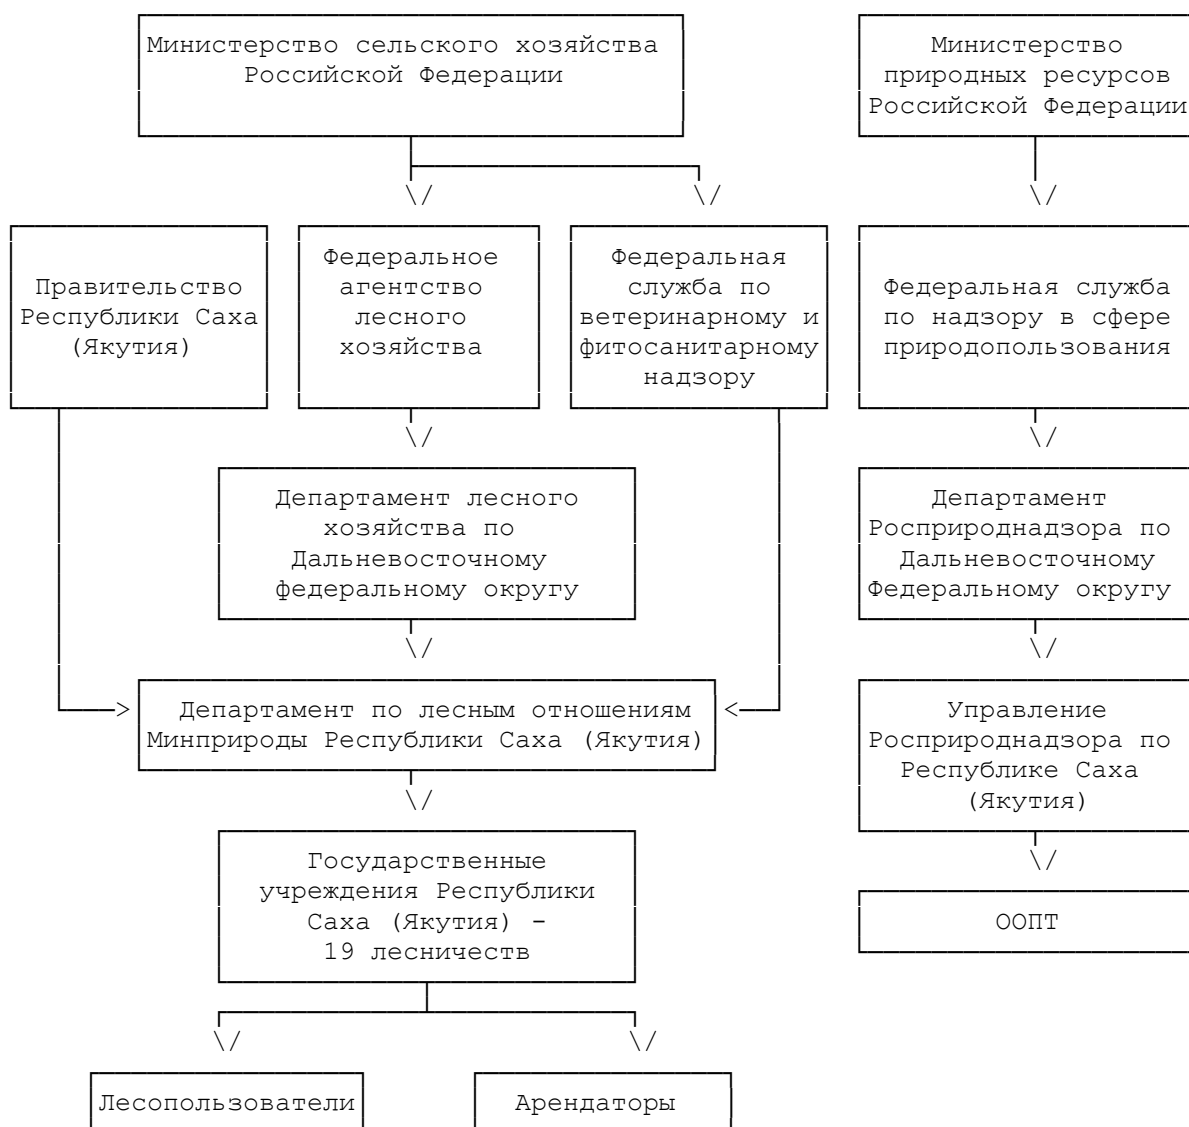 Министерство сельского хозяйства
Российской Федерации
Министерство
природных ресурсов
Российской Федерации
Правительство
Республики Саха
(Якутия)
Федеральное
агентство
лесного
хозяйства
Федеральная
служба по
ветеринарному и
фитосанитарному
надзору
Федеральная служба
по надзору в сфере
природопользования
Департамент лесного
хозяйства по
Дальневосточному
федеральному округу
Департамент
Росприроднадзора по
Дальневосточному
Федеральному округу
Департамент по лесным отношениям
Минприроды Республики Саха (Якутия)
Управление
Росприроднадзора по
Республике Саха
(Якутия)
Государственные
учреждения Республики
Саха (Якутия) -
19 лесничеств
ООПТ
Лесопользователи
Арендаторы